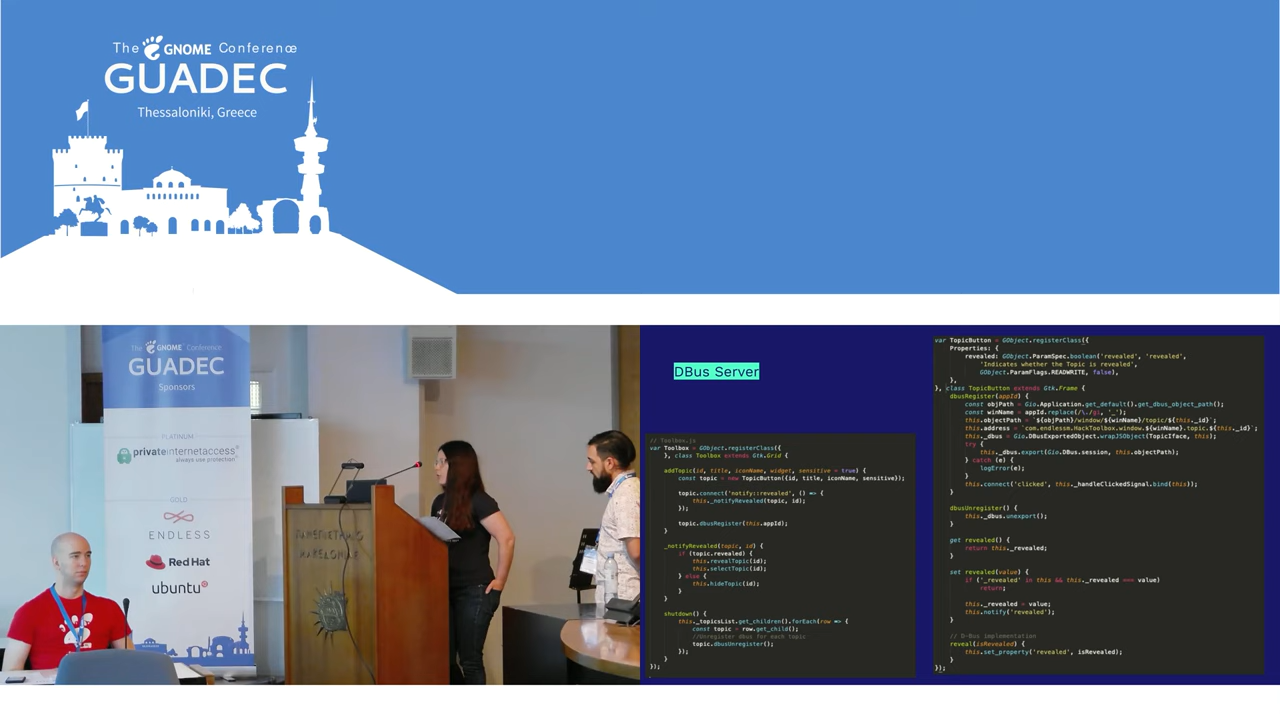 The GNOME Conference
GUADEC
Thessaloniki, Greece
The GNOME Conference
GUADEC
Sponsors
PLATINUM
privateinternetaccess
always use protection
GOLD
ENDLESS
Red Hat
ubuntu
ΠΑΝΕΠΙΣΤΗΜΙΟ
ΜΑΚΕΔΟΝΙΑΣ
DBus Server
// Toolbox.js
var Toolbox = GObject.registerClass({
}, class Toolbox extends Gtk.Grid {
addTopic(id, title, iconName, widget, sensitive = true) {
const topic = new TopicButton({id, title, iconName, sensitive});
topic.connect('notify::revealed', () => {
this._notifyRevealed(topic, id);
});
topic.dbusRegister(this.appId);
}
_notifyRevealed(topic, id) {
if (topic.revealed) {
this.revealTopic(id);
this.selectTopic(id);
} else {
this.hideTopic(id);
}
}
shutdown() {
this._topicsList.get_children().forEach(row => {
const topic = row.get_child();
//Unregister dbus for each topic
topic.dbusUnregister();
});
}
});
var TopicButton = GObject.registerClass({
Properties: {
revealed: GObject.ParamSpec.boolean('revealed', 'revealed',
'Indicates whether the Topic is revealed',
GObject.ParamFlags.READWRITE, false),
},
}, class TopicButton extends Gtk.Frame {
dbusRegister(appId) {
const objPath = Gio.Application.get_default().get_dbus_object_path();
const winName = appId.replace(/\./g, '_');
this.objectPath = `${objPath}/window/${winName}/topic/${this._id}`;
this.address = `com.endlessm.HackToolbox.window.${winName}.topic.${this._id}`;
this._dbus = Gio.DBusExportedObject.wrapJSObject(TopicIface, this);
try {
this._dbus.export(Gio.DBus.session, this.objectPath);
} catch (e) {
logError(e);
}
this.connect('clicked', this._handleClickedSignal.bind(this));
}
dbusUnregister() {
this._dbus.unexport();
}
get revealed() {
return this._revealed;
}
set revealed(value) {
if ('_revealed' in this && this._revealed === value)
return;
this._revealed = value;
this.notify('revealed');
}
// D-Bus implementation
reveal(isRevealed) {
this.set_property('revealed', isRevealed);
}
});